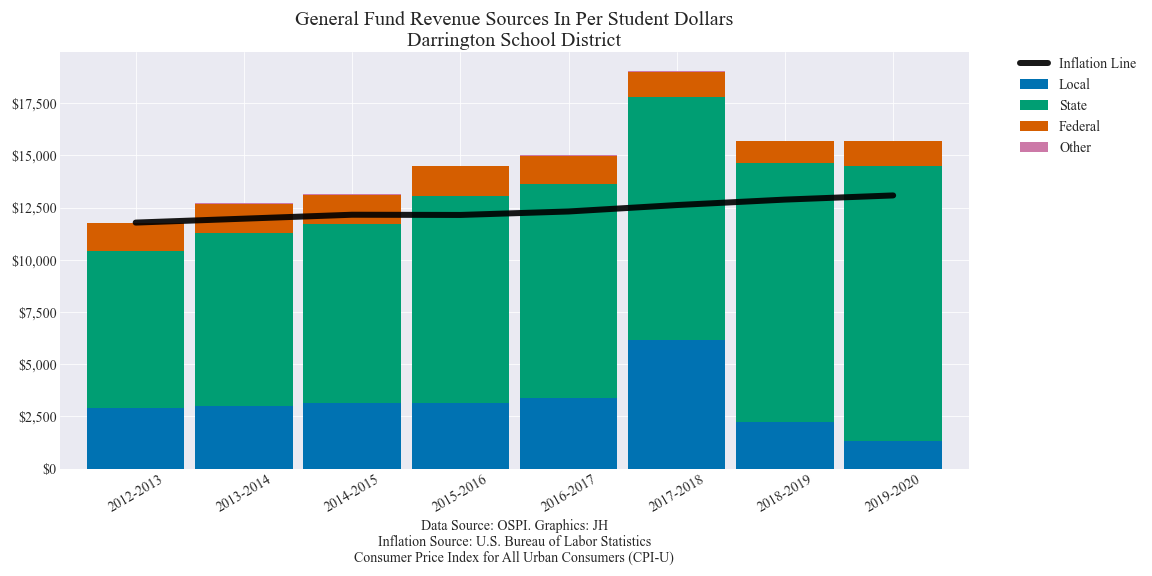 General Fund Revenue Sources In Per Student Dollars
Darrington School District
Inflation Line
Local
State
Federal
Other
$17,500
$15,000
$12,500
$10,000
$7,500
$5,000
$2,500
$0
2012-2013
2013-2014
2014-2015
2015-2016
2016-2017
2017-2018
2018-2019
2019-2020
Data Source: OSPI. Graphics: JH
Inflation Source: U.S. Bureau of Labor Statistics
Consumer Price Index for All Urban Consumers (CPI-U)